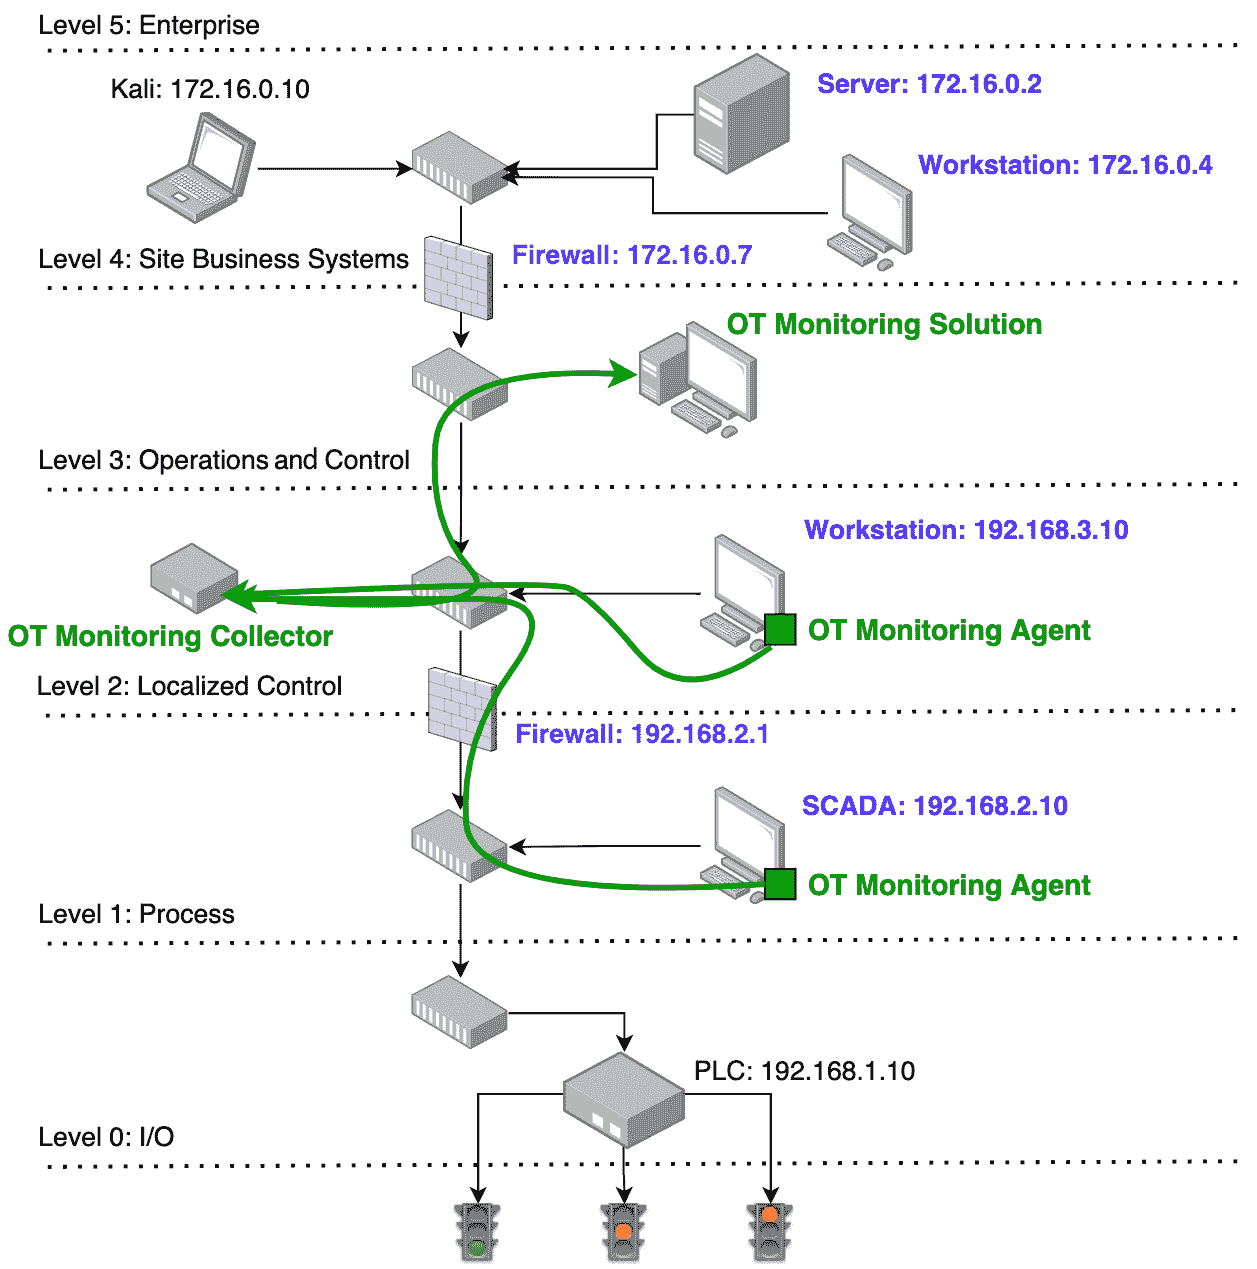 Level 5: Enterprise
Kali: 172.16.0.10
Server: 172.16.0.2
Workstation: 172.16.0.4
Level 4: Site Business Systems
Firewall: 172.16.0.7
OT Monitoring Solution
Level 3: Operations and Control
Workstation: 192.168.3.10
OT Monitoring Collector
OT Monitoring Agent
Level 2: Localized Control
Firewall: 192.168.2.1
SCADA: 192.168.2.10
OT Monitoring Agent
Level 1: Process
PLC: 192.168.1.10
Level 0: I/O